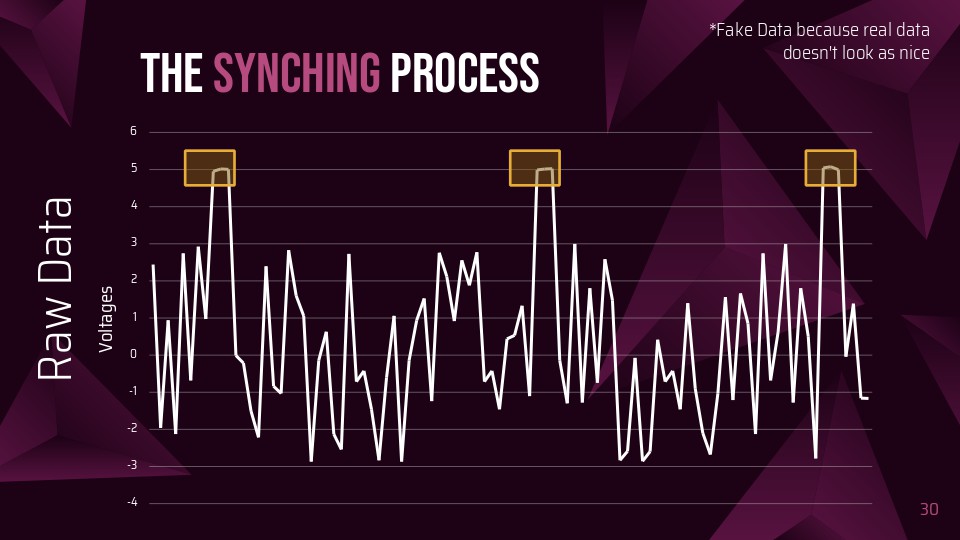 *Fake Data because real data
doesn't look as nice
THE SYNCHING PROCESS
Raw Data
Voltages
6
5
4
3
2
1
0
-1
-2
-3
-4
30